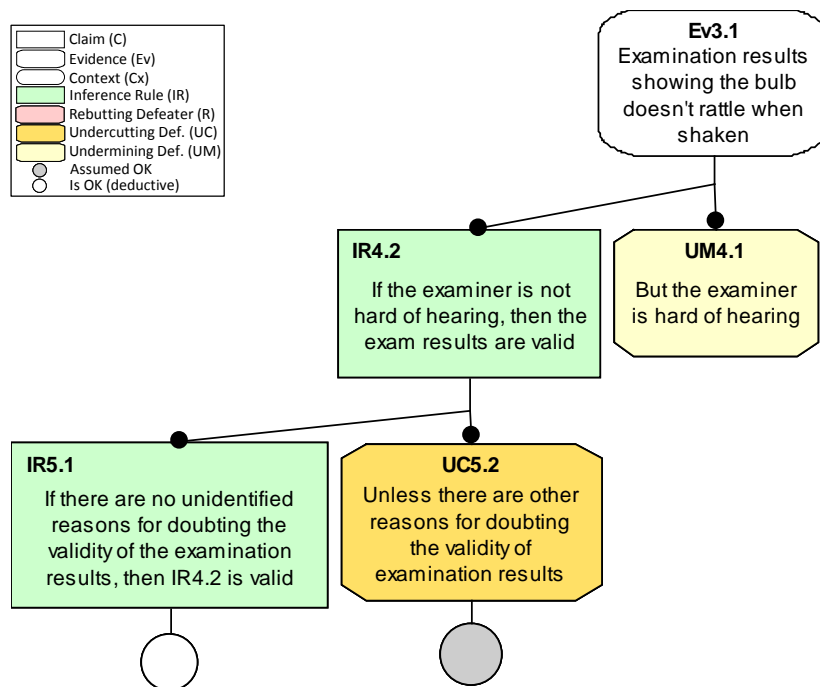 Claim (C)
Evidence (Ev)
Context (Cx)
Inference Rule (IR)
Rebutting Defeater (R)
Undercutting Def. (UC)
Undermining Def. (UM)
Assumed OK
Is OK (deductive)
Ev3.1
Examination results
showing the bulb
doesn't rattle when
shaken
IR4.2
If the examiner is not
hard of hearing, then the
exam results are valid
UM4.1
But the examiner
is hard of hearing
IR5.1
If there are no unidentified
reasons for doubting the
validity of the examination
results, then IR4.2 is valid
UC5.2
Unless there are other
reasons for doubting
the validity of
examination results